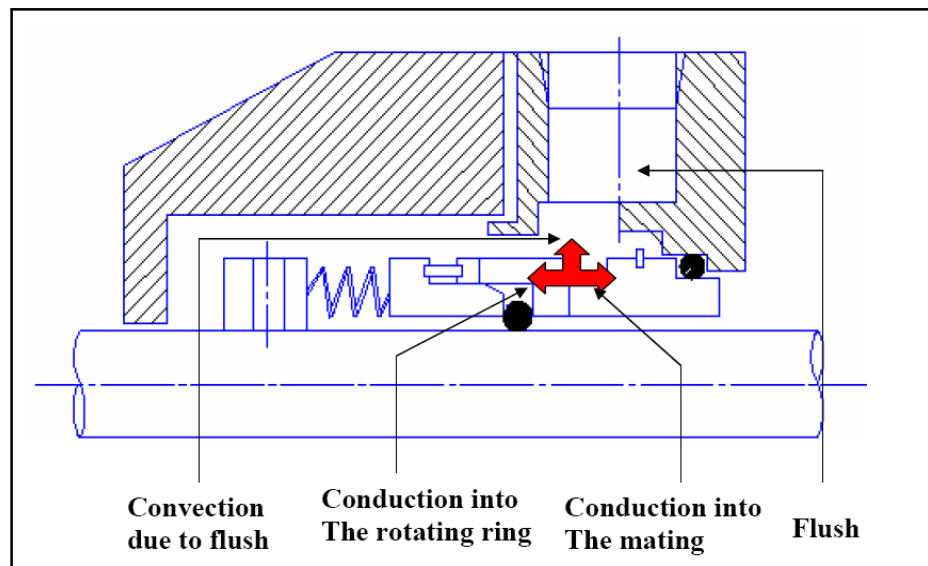 Convection
due to flush
Conduction into
The rotating ring
Conduction into
The mating
Flush